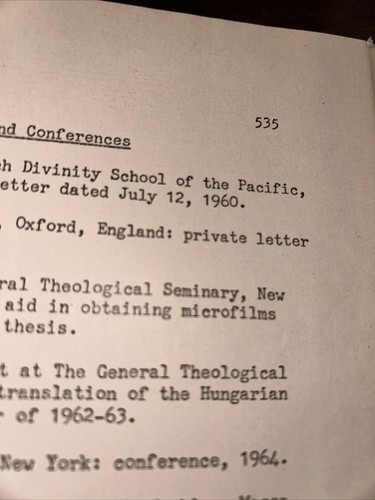 535
nd Conferences
ch Divinity School of the Pacific,
etter dated July 12, 1960.
, Oxford, England: private letter
ral Theological Seminary, New
aid in obtaining microfilms
thesis.
t at The General Theological
translation of the Hungarian
r of 1962-63.
New York: conference, 1964.